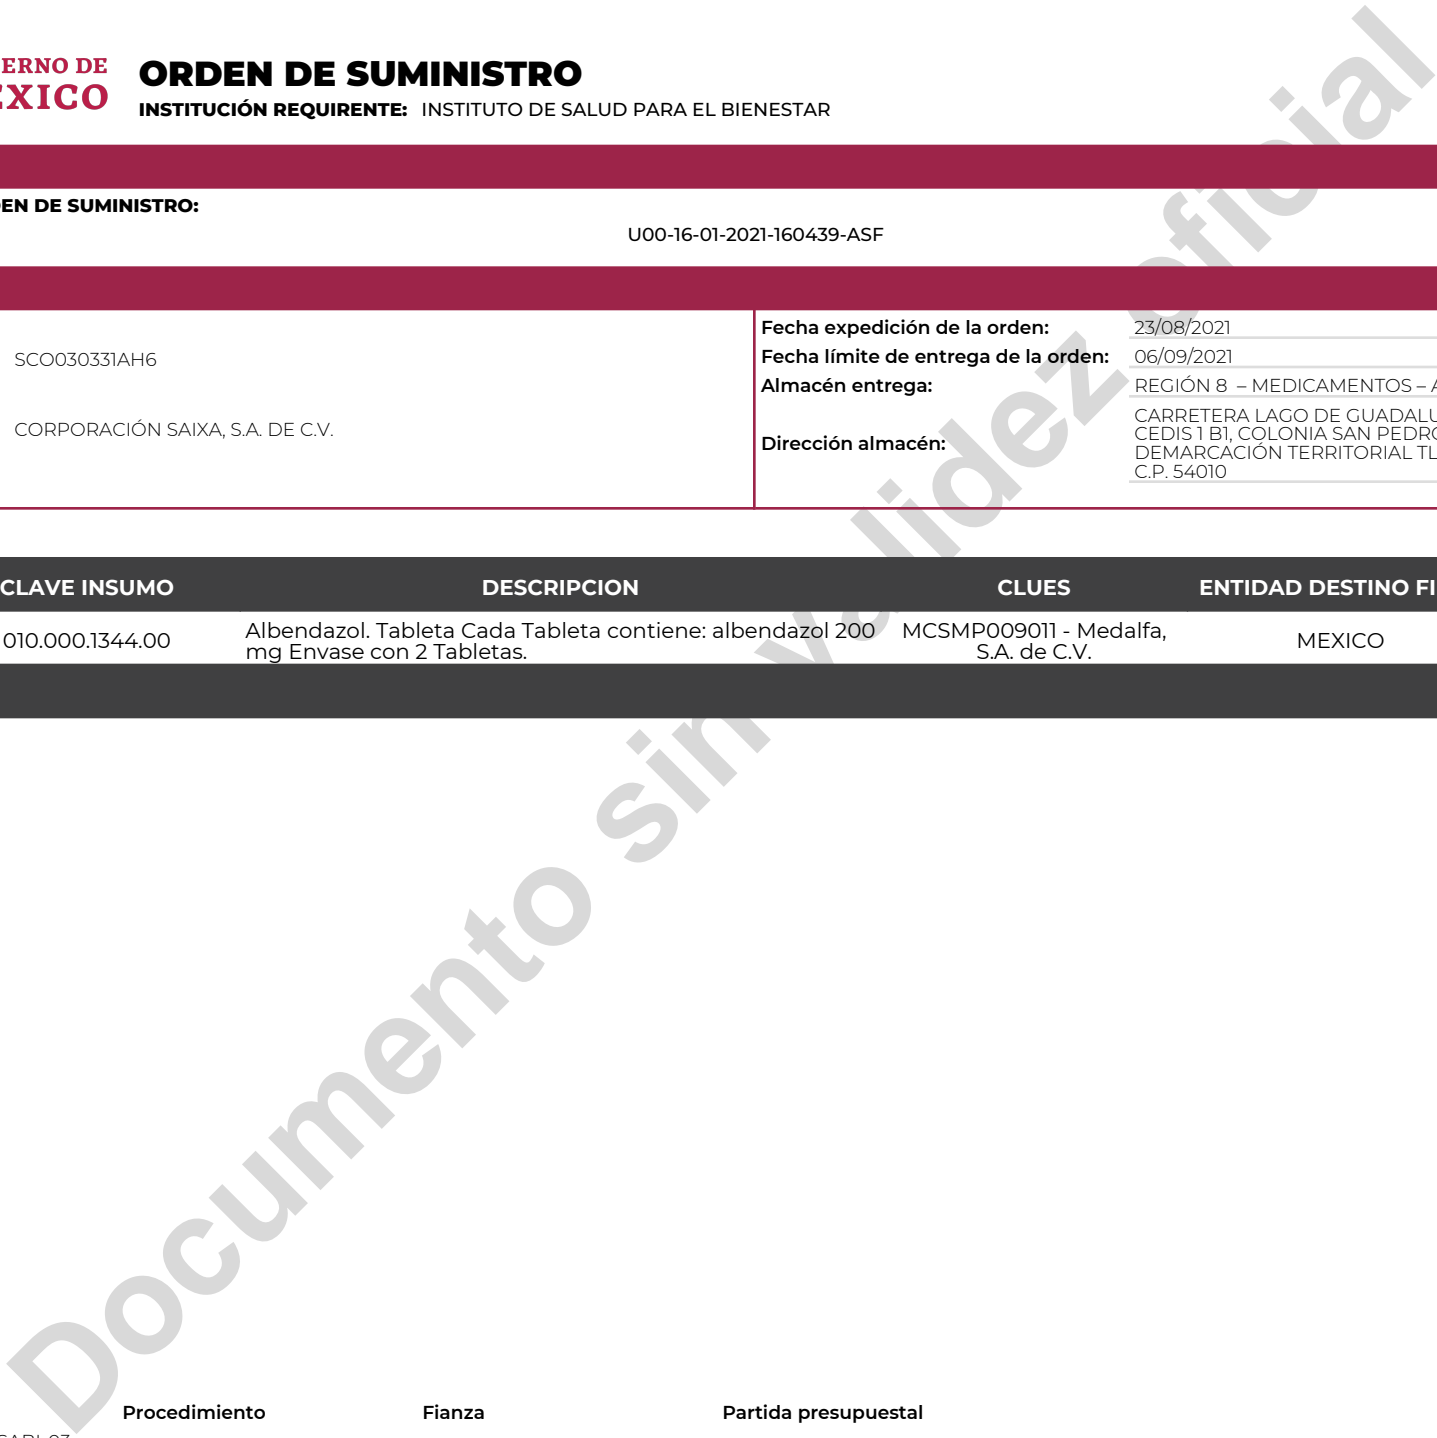 ERNO DE
EXICO
ORDEN DE SUMINISTRO
INSTITUCIÓN REQUIRENTE: INSTITUTO DE SALUD PARA EL BIENESTAR
EN DE SUMINISTRO:
U00-16-01-2021-160439-ASF
SCO030331AH6
CORPORACIÓN SAIXA, S.A. DE C.V.
Fecha expedición de la orden: 23/08/2021
Fecha límite de entrega de la orden: 06/09/2021
Almacén entrega: REGIÓN 8 – MEDICAMENTOS – A
Dirección almacén:
CARRETERA LAGO DE GUADALU
CEDIS 1 B1, COLONIA SAN PEDRO
DEMARCACIÓN TERRITORIAL TL
C.P. 54010
CLAVE INSUMO DESCRIPCION CLUES ENTIDAD DESTINO FI
010.000.1344.00
Albendazol. Tableta Cada Tableta contiene: albendazol 200
mg Envase con 2 Tabletas.
MCSMP009011 - Medalfa,
S.A. de C.V.
MEXICO
Documento sin validez oficial
Procedimiento Fianza Partida presupuestal